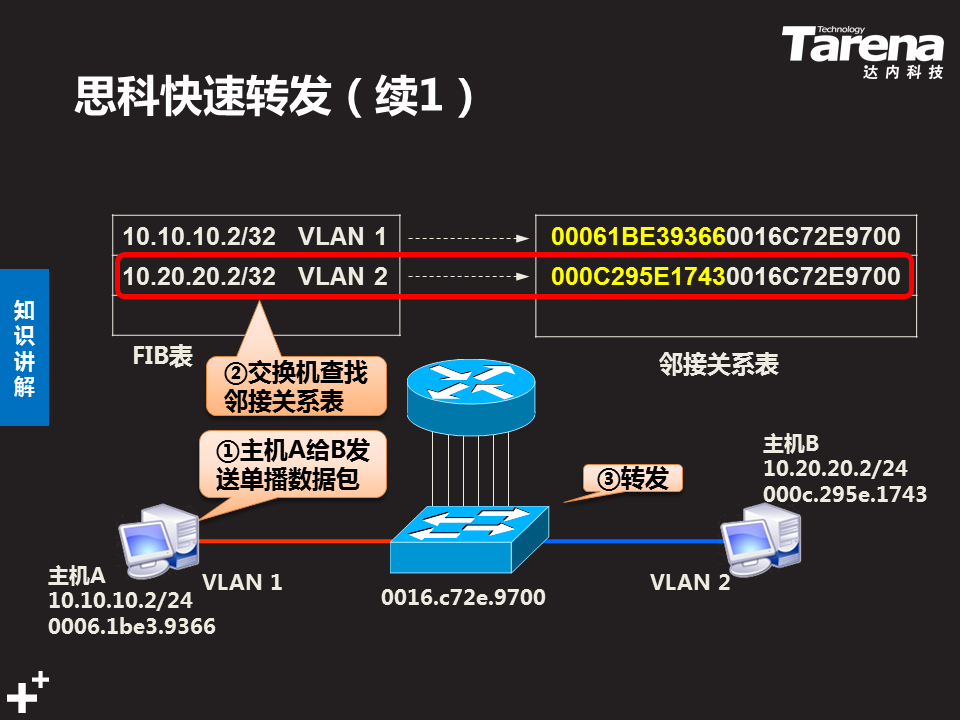 Technology
Tarena
达内科技
思科快速转发（续1）
10.10.10.2/32 VLAN 1
00061BE393660016C72E9700
10.20.20.2/32 VLAN 2
000C295E17430016C72E9700
知
识
讲
解
FIB表
邻接关系表
②交换机查找
邻接关系表
①主机A给B发
送单播数据包
③转发
主机B
10.20.20.2/24
000c.295e.1743
主机A
10.10.10.2/24
0006.1be3.9366
VLAN 1
0016.c72e.9700
VLAN 2